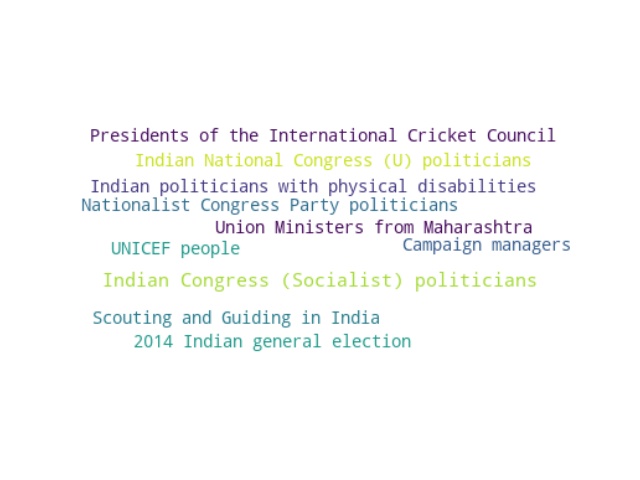 Presidents of the International Cricket Council
Indian National Congress (U) politicians
Indian politicians with physical disabilities
Nationalist Congress Party politicians
Union Ministers from Maharashtra
UNICEF people
Campaign managers
Indian Congress (Socialist) politicians
Scouting and Guiding in India
2014 Indian general election